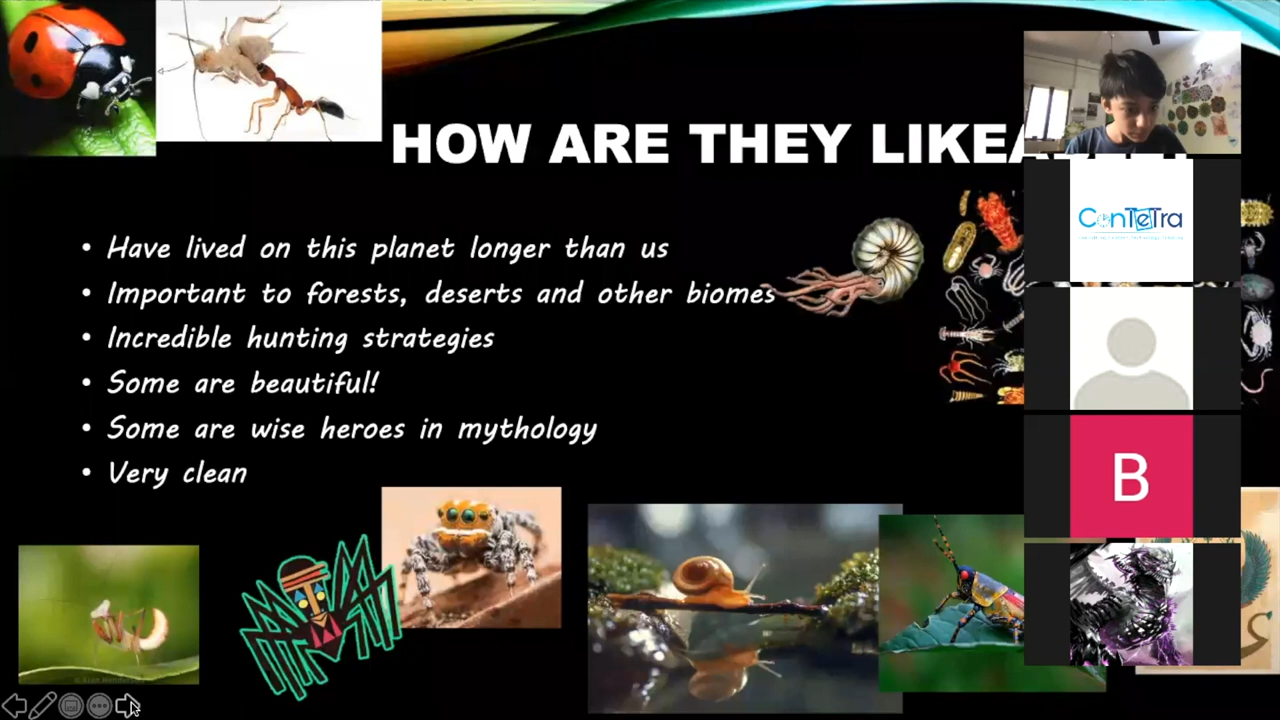 HOW ARE THEY LIKEA
• Have lived on this planet longer than us
• Important to forests, deserts and other biomes
• Incredible hunting strategies
• Some are beautiful!
• Some are wise heroes in mythology
• Very clean
ConTeTra
B